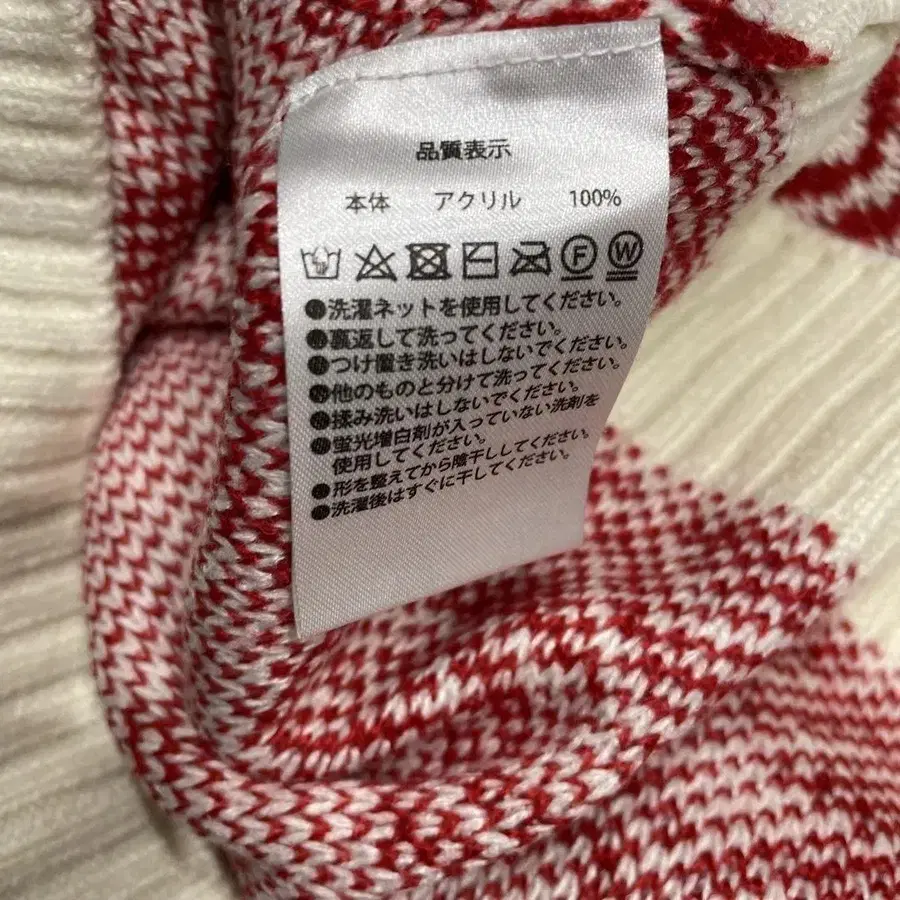 品質表示
本体 アクリル 100%
F W
●洗濯ネットを使用してください。
●裏返して洗ってください。
●つけ置き洗いはしないでください。
●他のものと分けて洗ってください。
●揉み洗いはしないでください。
●蛍光増白剤が入っていない洗剤を
使用してください。
●形を整えてから陰干ししてください。
●洗濯後はすぐに干してください。